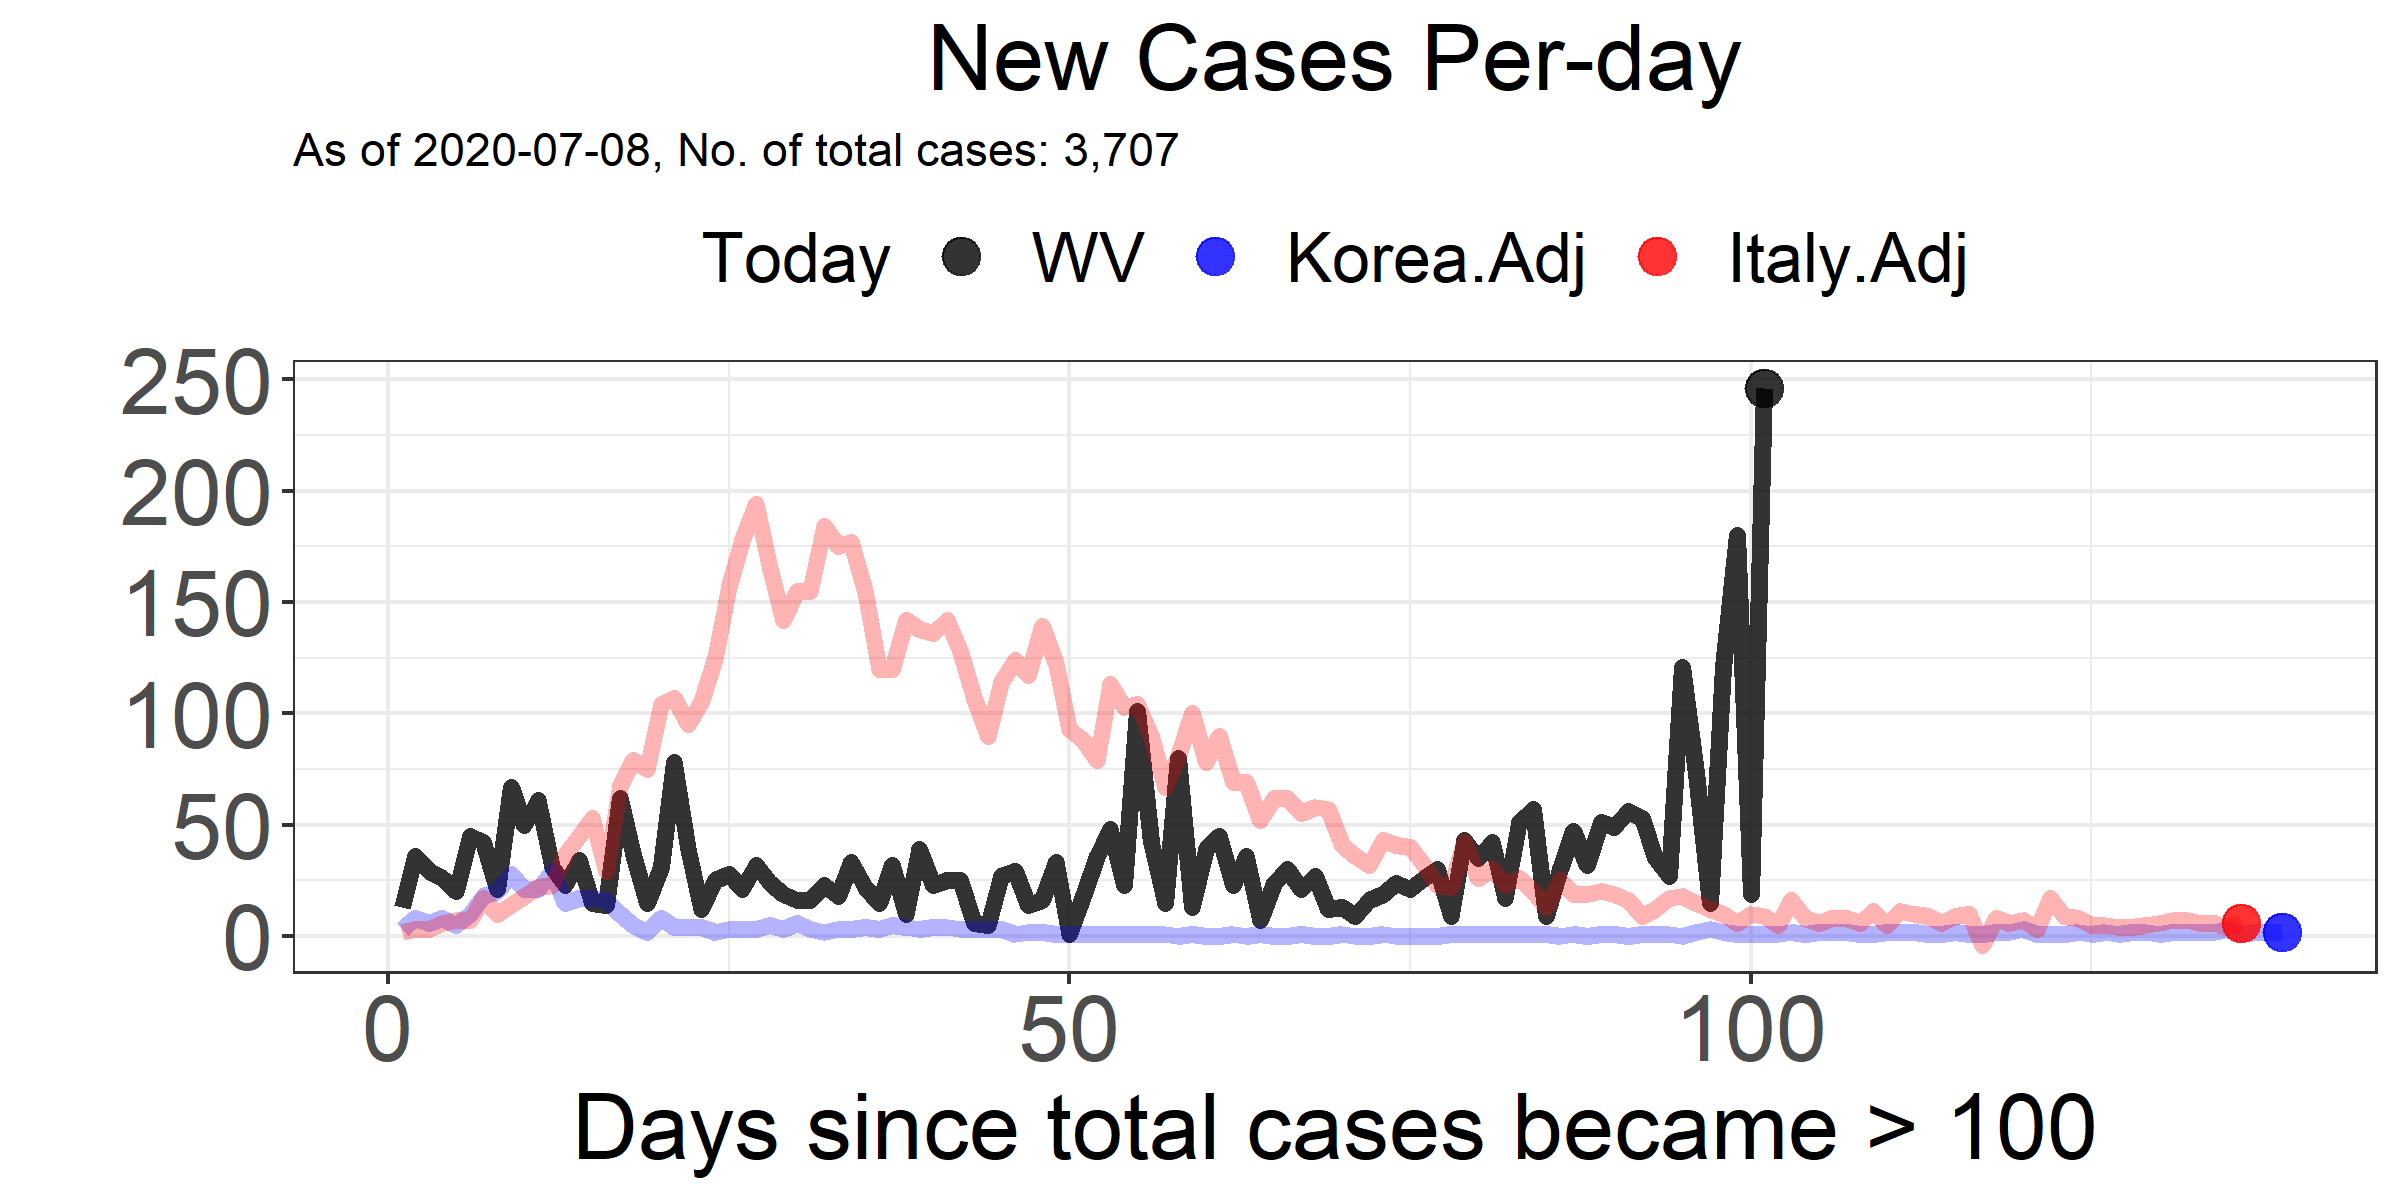 New Cases Per-day
As of 2020-07-08, No. of total cases: 3,707
Today WV Korea.Adj Italy.Adj
250
200
150
100
50
0
0 50 100
Days since total cases became > 100